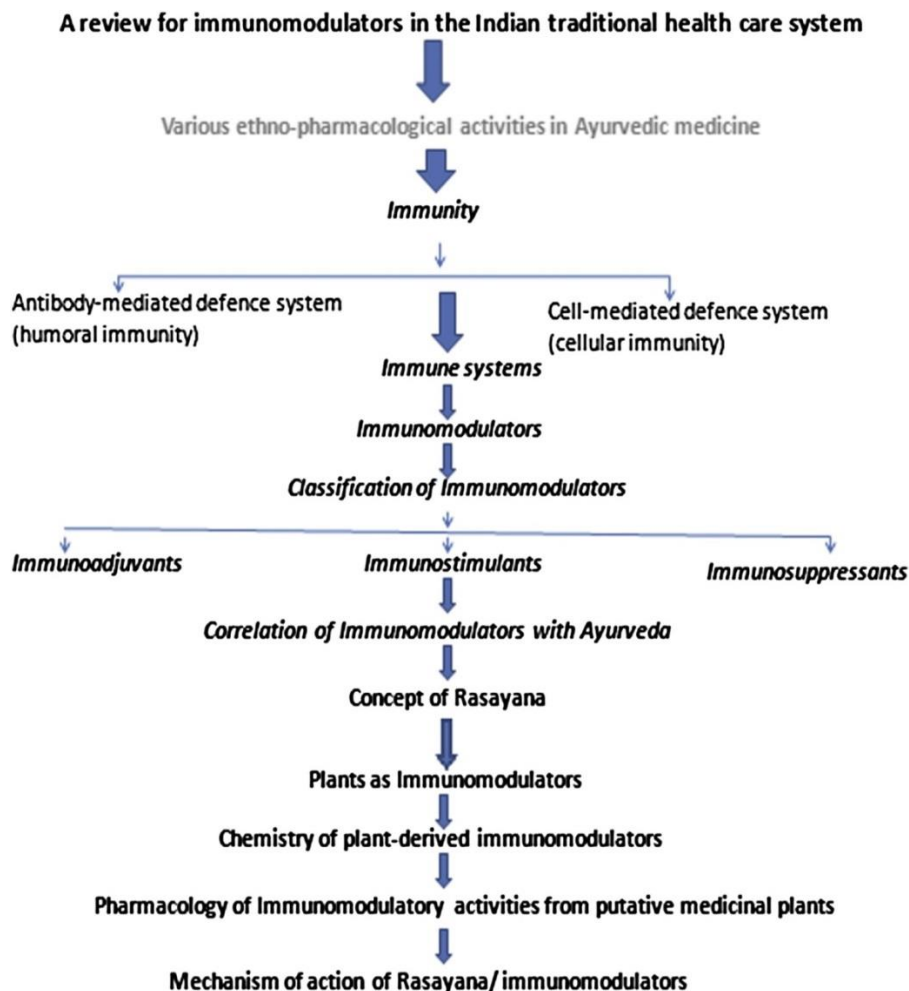 A review for immunomodulators in the Indian traditional health care system
Various ethno-pharmacological activities in Ayurvedic medicine
Immunity
Antibody-mediated defence system
(humoral immunity)
Cell-mediated defence system
(cellular immunity)
Immune systems
Immunomodulators
Classification of Immunomodulators
Immunoadjuvants
Immunostimulants
Immunosuppressants
Correlation of Immunomodulators with Ayurveda
Concept of Rasayana
Plants as Immunomodulators
Chemistry of plant-derived immunomodulators
Pharmacology of Immunomodulatory activities from putative medicinal plants
Mechanism of action of Rasayana/ immunomodulators